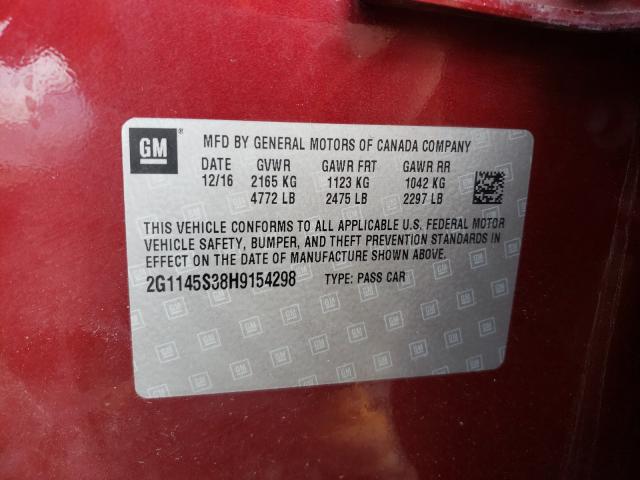 GM MFD BY GENERAL MOTORS OF CANADA COMPANY
DATE GVWR GAWR FRT GAWR RR
12/16 2165 KG 1123 KG 1042 KG
4772 LB 2475 LB 2297 LB
THIS VEHICLE CONFORMS TO ALL APPLICABLE U.S. FEDERAL MOTOR
VEHICLE SAFETY, BUMPER, AND THEFT PREVENTION STANDARDS IN
EFFECT ON THE DATE OF MANUFACTURE SHOWN ABOVE.
2G1145S38H9154298 TYPE: PASS CAR